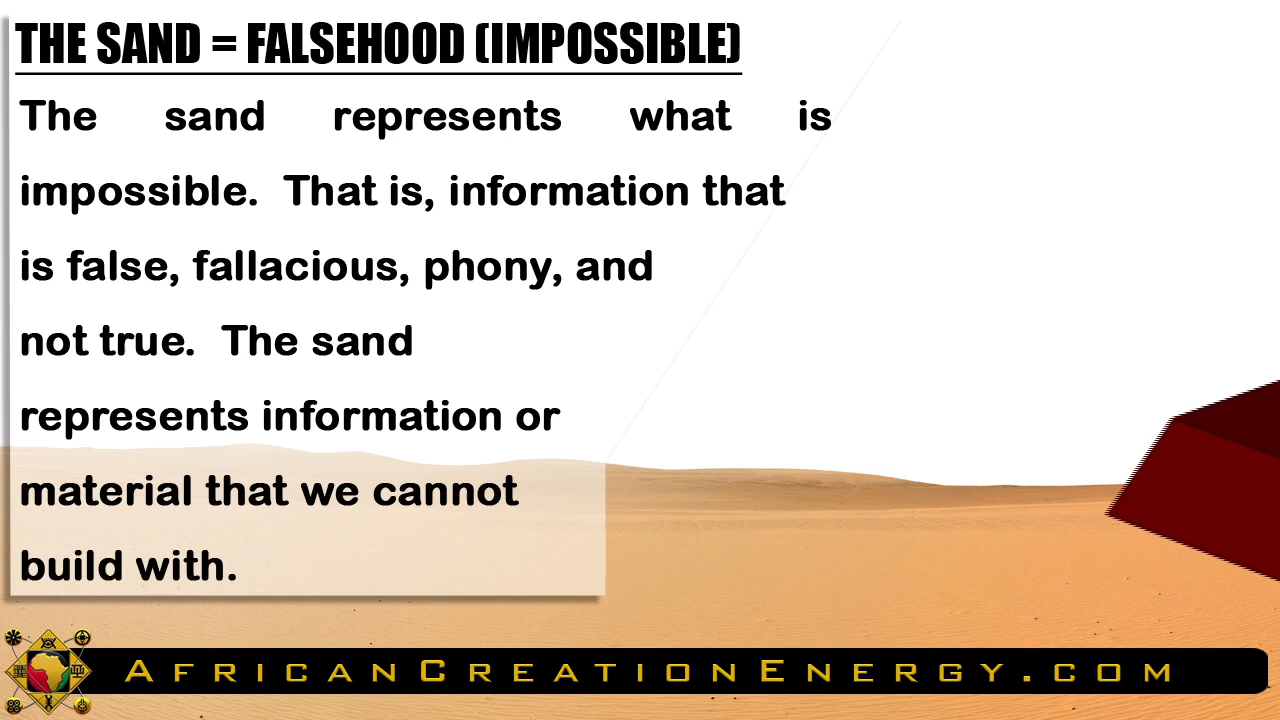 THE SAND = FALSEHOOD (IMPOSSIBLE)
The sand represents what is
impossible. That is, information that
is false, fallacious, phony, and
not true. The sand
represents information or
material that we cannot
build with.
AFRICANCREATIONENERGY.COM